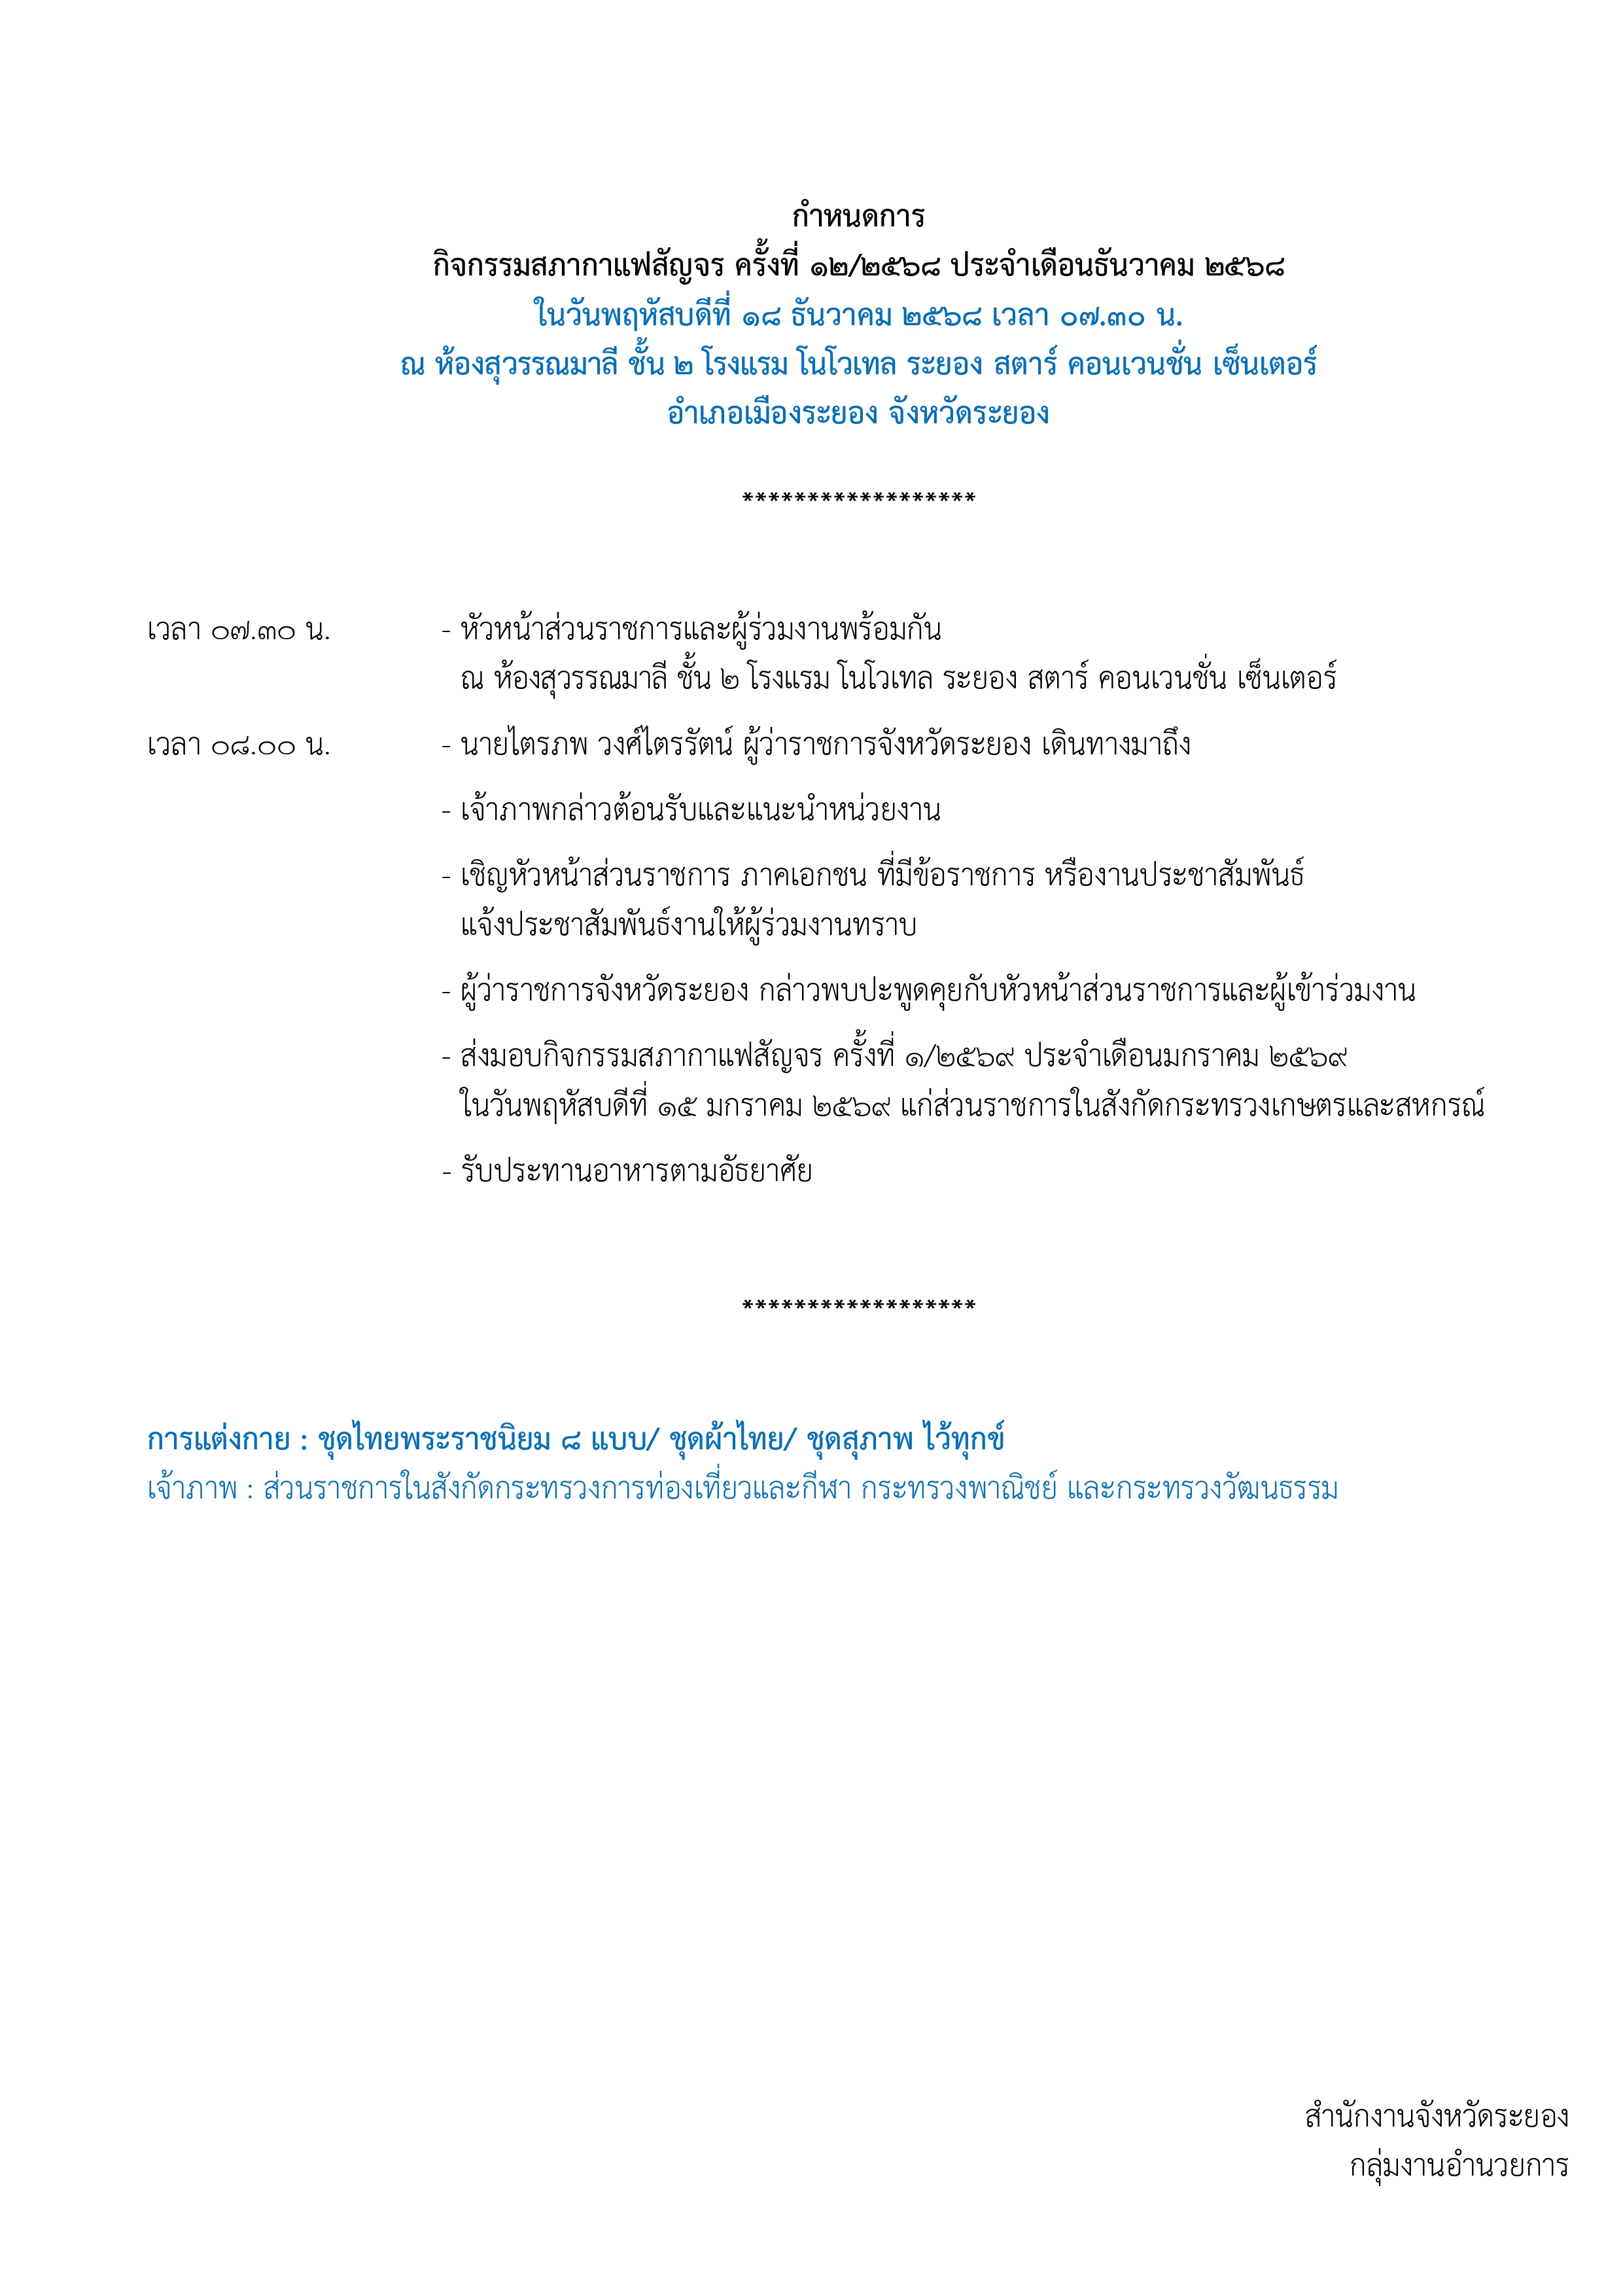 กำหนดการ
กิจกรรมสภากาแฟสัญจร ครั้งที่ ๑๒/๒๕๖๘ ประจำเดือนธันวาคม ๒๕๖๘
ในวันพฤหัสบดีที่ ๑๘ ธันวาคม ๒๕๖๘ เวลา ๐๗.๓๐ น.
ณ ห้องสุวรรณมาลี ชั้น ๒ โรงแรม โนโวเทล ระยอง สตาร์ คอนเวนชั่น เซ็นเตอร์
อำเภอเมืองระยอง จังหวัดระยอง
******************
เวลา ๐๗.๓๐ น. - หัวหน้าส่วนราชการและผู้ร่วมงานพร้อมกัน
ณ ห้องสุวรรณมาลี ชั้น ๒ โรงแรม โนโวเทล ระยอง สตาร์ คอนเวนชั่น เซ็นเตอร์
เวลา ๐๘.๐๐ น. - นายไตรภพ วงศ์ไตรรัตน์ ผู้ว่าราชการจังหวัดระยอง เดินทางมาถึง
- เจ้าภาพกล่าวต้อนรับและแนะนำหน่วยงาน
- เชิญหัวหน้าส่วนราชการ ภาคเอกชน ที่มีข้อราชการ หรืองานประชาสัมพันธ์
แจ้งประชาสัมพันธ์งานให้ผู้ร่วมงานทราบ
- ผู้ว่าราชการจังหวัดระยอง กล่าวพบปะพูดคุยกับหัวหน้าส่วนราชการและผู้เข้าร่วมงาน
- ส่งมอบกิจกรรมสภากาแฟสัญจร ครั้งที่ ๑/๒๕๖๙ ประจำเดือนมกราคม ๒๕๖๙
ในวันพฤหัสบดีที่ ๑๕ มกราคม ๒๕๖๙ แก่ส่วนราชการในสังกัดกระทรวงเกษตรและสหกรณ์
- รับประทานอาหารตามอัธยาศัย
******************
การแต่งกาย : ชุดไทยพระราชนิยม ๘ แบบ/ ชุดผ้าไทย/ ชุดสุภาพ ไว้ทุกข์
เจ้าภาพ : ส่วนราชการในสังกัดกระทรวงการท่องเที่ยวและกีฬา กระทรวงพาณิชย์ และกระทรวงวัฒนธรรม
สำนักงานจังหวัดระยอง
กลุ่มงานอำนวยการ